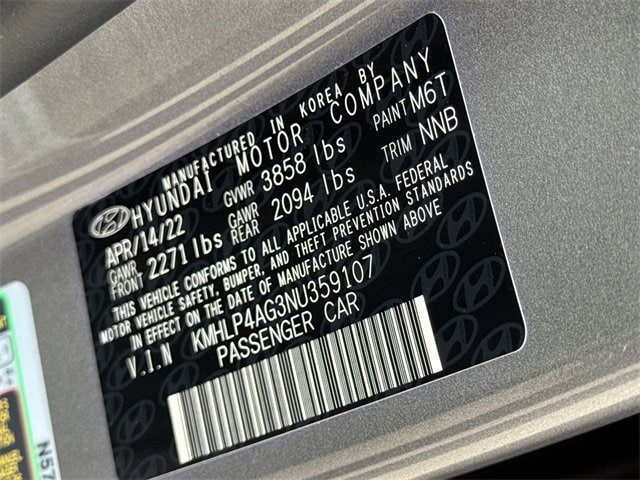 MANUFACTURED IN KOREA BY
HYUNDAI MOTOR COMPANY
APR/14/22 GVWR 3858 lbs PAINT M6T
GAWR FRONT 2271 lbs GAWR REAR 2094 lbs TRIM NNB
THIS VEHICLE CONFORMS TO ALL APPLICABLE U.S.A. FEDERAL
MOTOR VEHICLE SAFETY, BUMPER, AND THEFT PREVENTION STANDARDS
IN EFFECT ON THE DATE OF MANUFACTURE SHOWN ABOVE
V.I.N KMHLP4AG3NU359107
PASSENGER CAR
N57